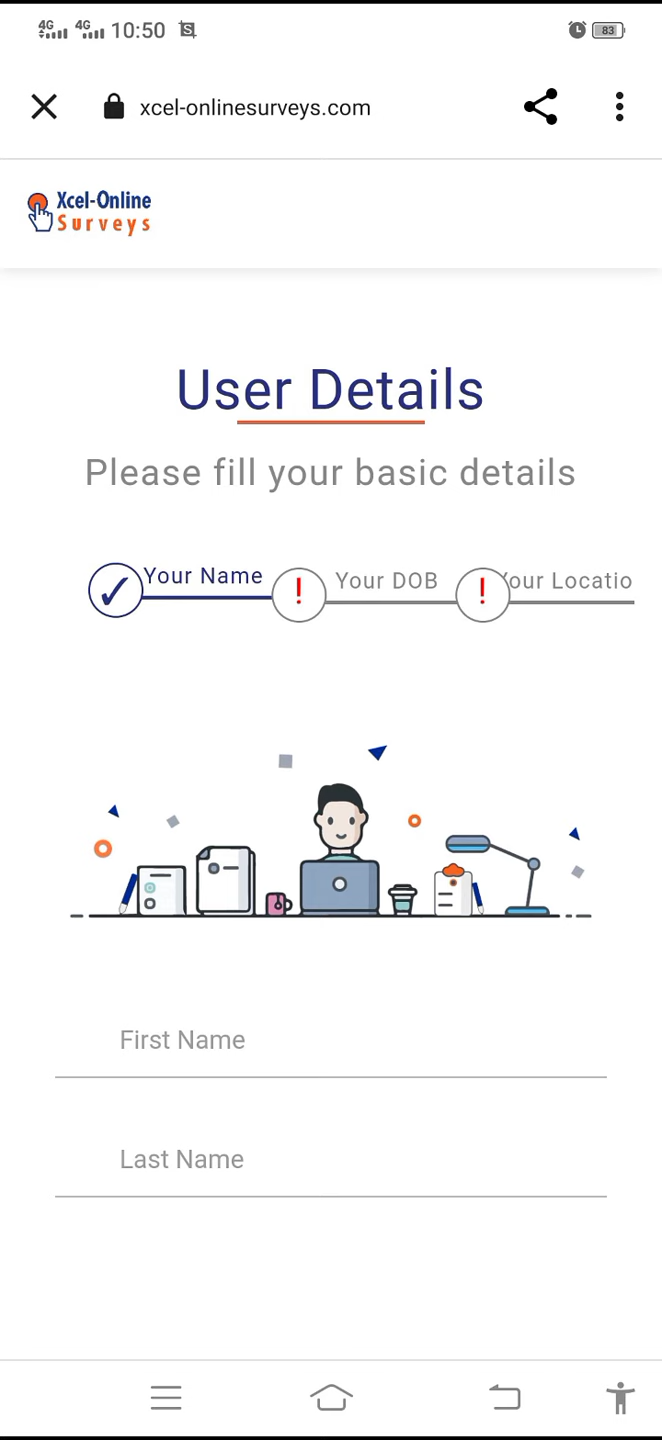 4G 4G 10:50 S 83
xcel-onlinesurveys.com
Xcel-Online
Surveys
User Details
Please fill your basic details
Your Name ! Your DOB ! Your Locatio
First Name
Last Name